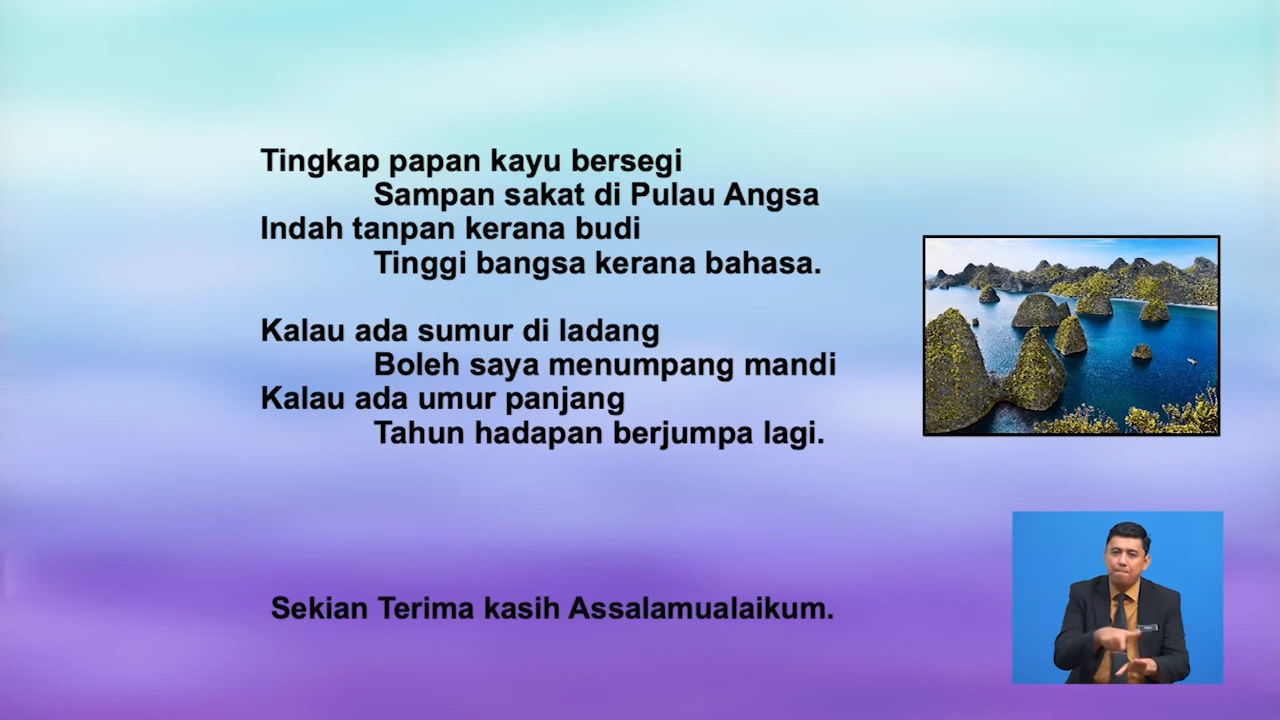 Tingkap papan kayu bersegi
Sampan sakat di Pulau Angsa
Indah tanpan kerana budi
Tinggi bangsa kerana bahasa.
Kalau ada sumur di ladang
Boleh saya menumpang mandi
Kalau ada umur panjang
Tahun hadapan berjumpa lagi.
Sekian Terima kasih Assalamualaikum.